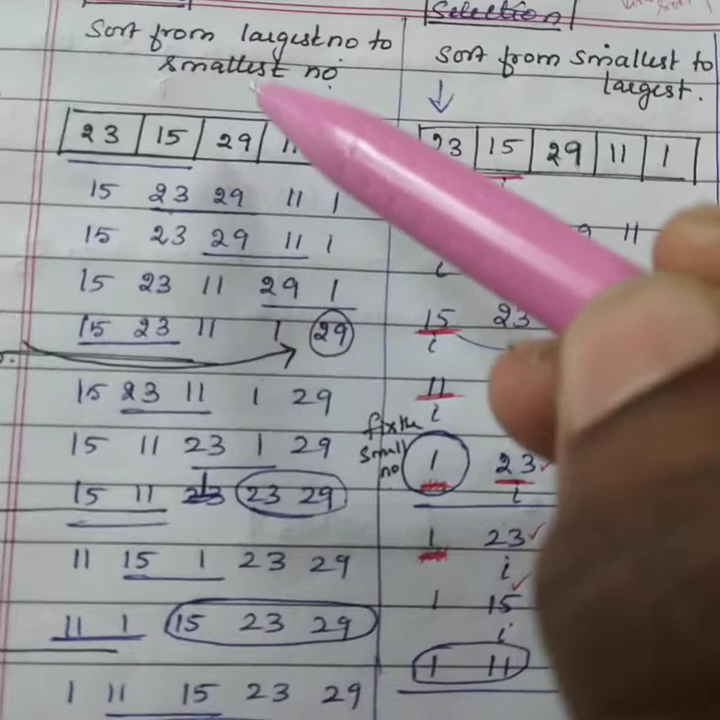 Sort from largest no to
smallest no
23 15 29 11
15 23 29 11 1
15 23 29 11 1
15 23 11 29 1
15 23 11 1 29
15 23 11 1 29
15 11 23 1 29
15 11 23 29
11 15 1 23 29
11 1 15 23 29
1 11 15 23 29
Selection
Sort from smallest to
largest.
23 15 29 11 1
i
9 11
i
15 23
i
11
i
fix the
small
no
1 23
i
1 23
i
1 15
i
1 11